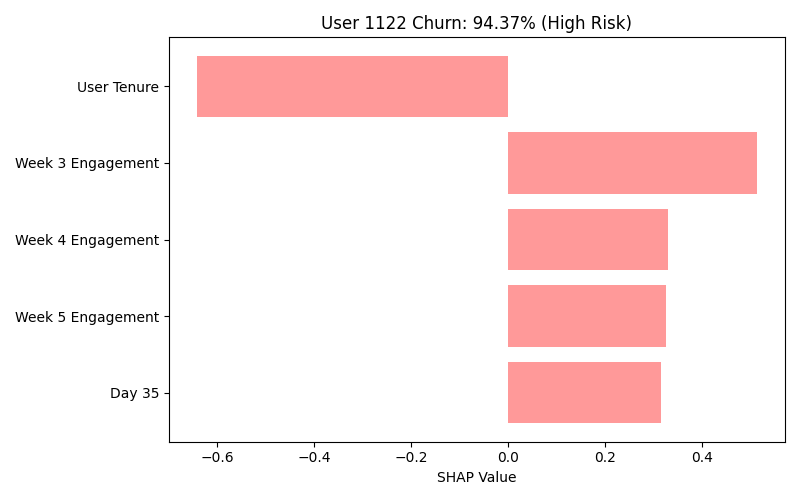 User 1122 Churn: 94.37% (High Risk)
User Tenure
Week 3 Engagement
Week 4 Engagement
Week 5 Engagement
Day 35
−0.6 −0.4 −0.2 0.0 0.2 0.4
SHAP Value